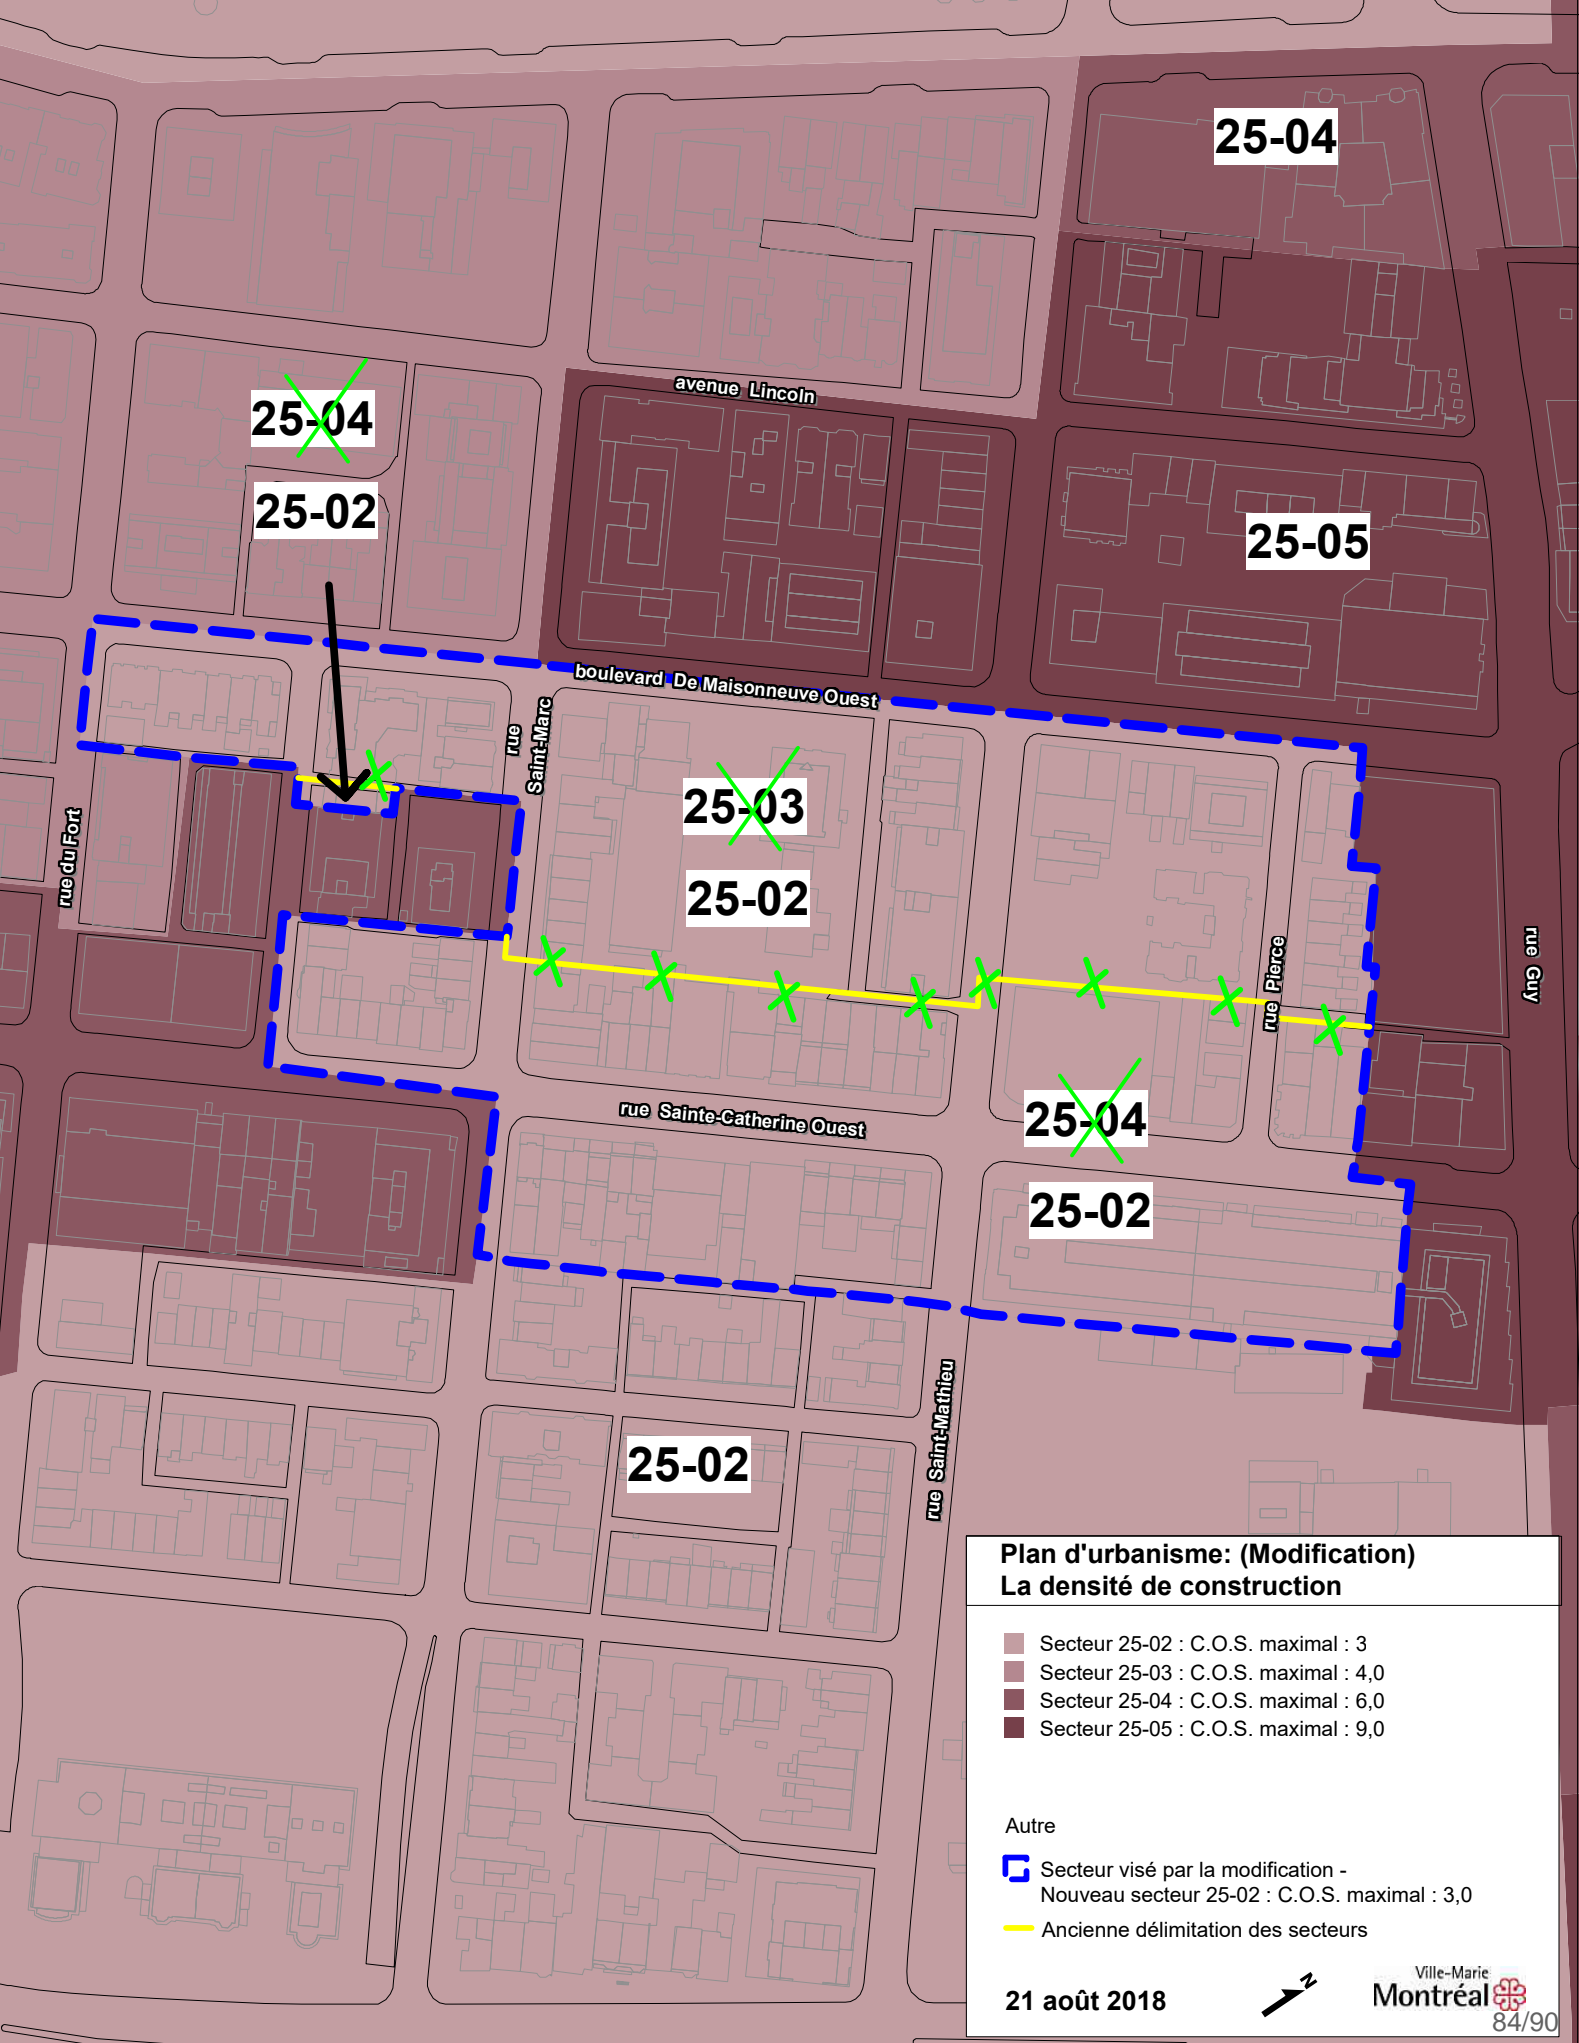 25-04
avenue Lincoln
25-04
25-02
25-05
boulevard De Maisonneuve Ouest
rue
Saint-Marc
25-03
25-02
rue du Fort
rue Pierce
rue Guy
rue Sainte-Catherine Ouest
25-04
25-02
rue Saint-Mathieu
25-02
Plan d'urbanisme: (Modification)
La densité de construction
Secteur 25-02 : C.O.S. maximal : 3
Secteur 25-03 : C.O.S. maximal : 4,0
Secteur 25-04 : C.O.S. maximal : 6,0
Secteur 25-05 : C.O.S. maximal : 9,0
Autre
Secteur visé par la modification -
Nouveau secteur 25-02 : C.O.S. maximal : 3,0
Ancienne délimitation des secteurs
21 août 2018
N
Ville-Marie
Montréal
84/90